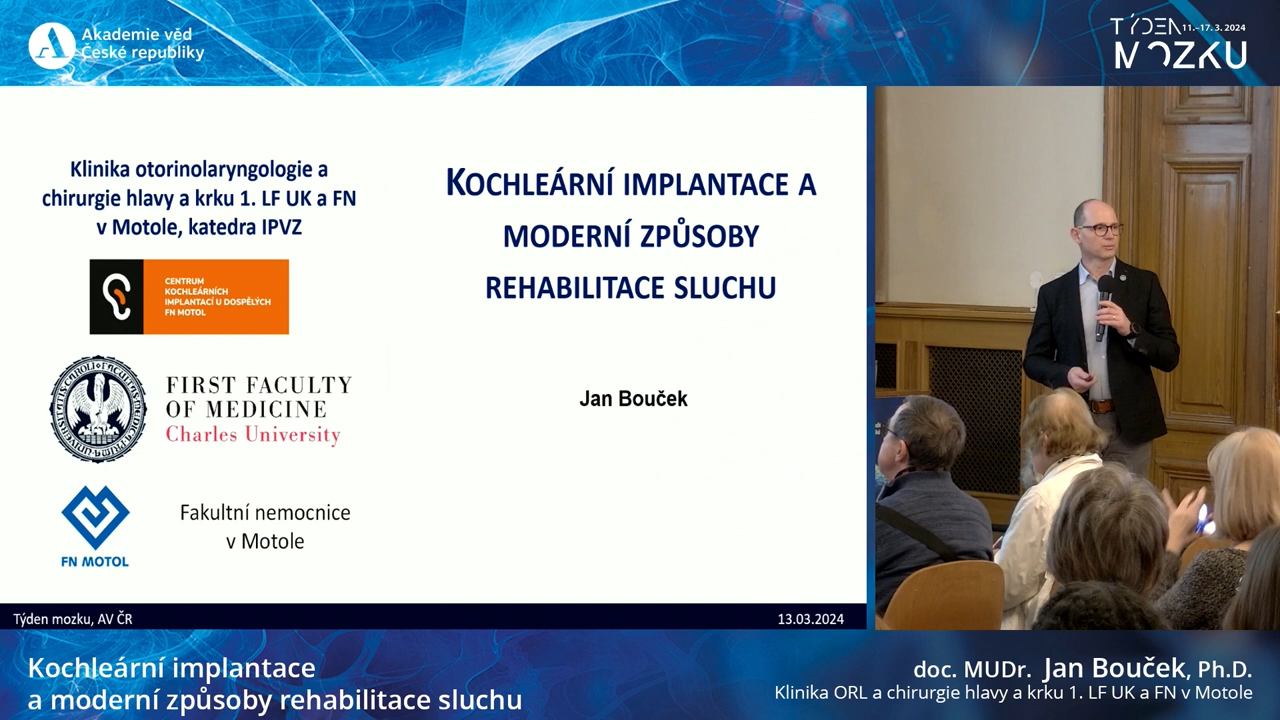 Akademie věd
České republiky
TÝDEN 11.–17. 3. 2024
MOZKU
Klinika otorinolaryngologie a
chirurgie hlavy a krku 1. LF UK a FN
v Motole, katedra IPVZ
CENTRUM
KOCHLEÁRNÍCH
IMPLANTACÍ U DOSPĚLÝCH
FN MOTOL
FIRST FACULTY
OF MEDICINE
Charles University
FN MOTOL
Fakultní nemocnice
v Motole
KOCHLEÁRNÍ IMPLANTACE A
MODERNÍ ZPŮSOBY
REHABILITACE SLUCHU
Jan Bouček
Týden mozku, AV ČR
13.03.2024
Kochleární implantace
a moderní způsoby rehabilitace sluchu
doc. MUDr. Jan Bouček, Ph.D.
Klinika ORL a chirurgie hlavy a krku 1. LF UK a FN v Motole